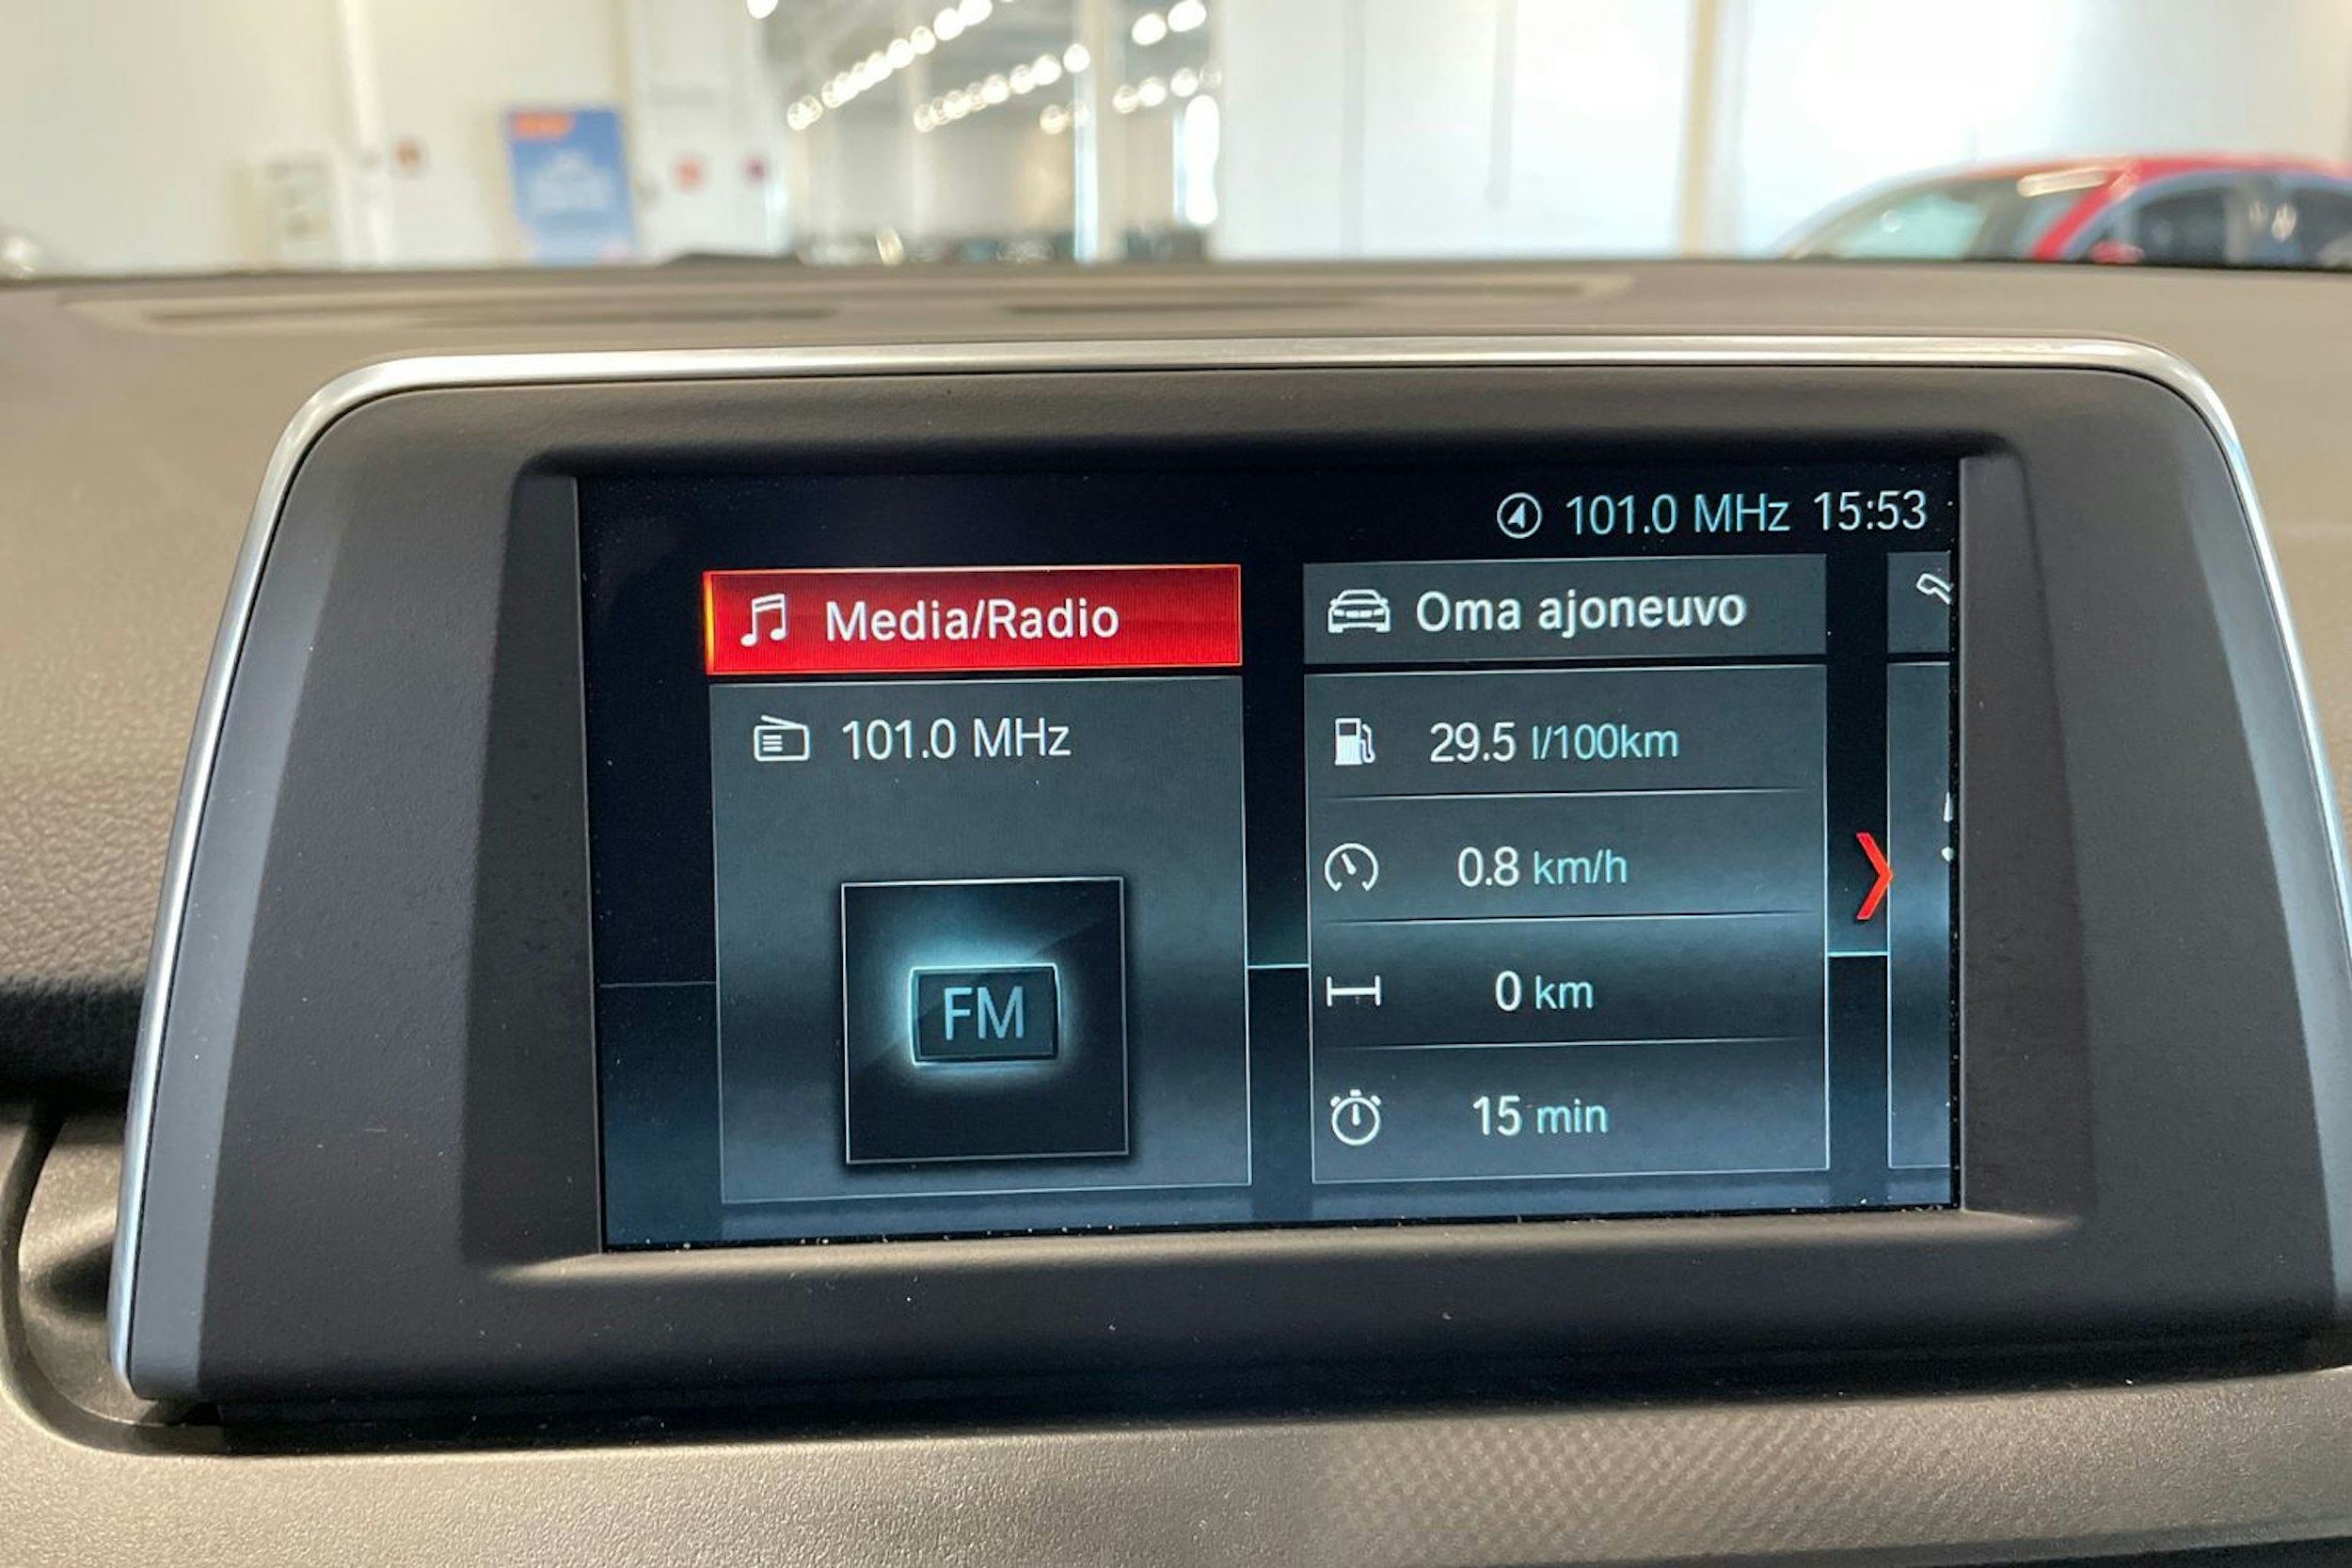 101.0 MHz 15:53
Media/Radio
101.0 MHz
FM
Oma ajoneuvo
29.5 l/100km
0.8 km/h
0 km
15 min